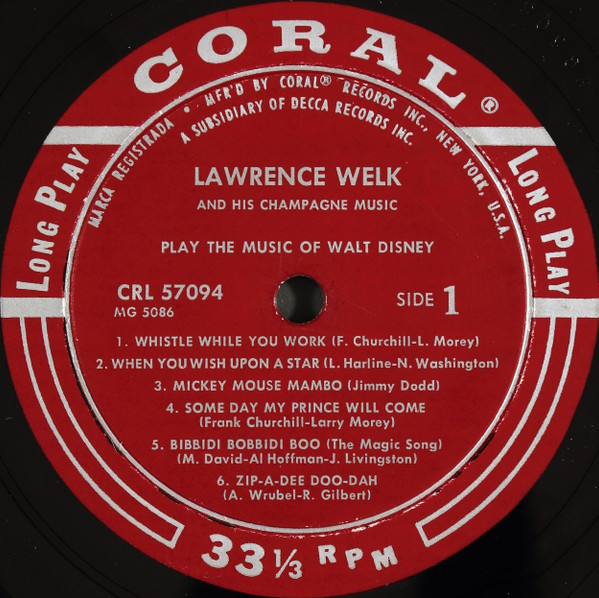 CORAL®
MARCA REGISTRADA • MFR'D BY CORAL® RECORDS INC., NEW YORK, U.S.A.
A SUBSIDIARY OF DECCA RECORDS INC.
LONG PLAY
LONG PLAY
LAWRENCE WELK
AND HIS CHAMPAGNE MUSIC
PLAY THE MUSIC OF WALT DISNEY
CRL 57094 SIDE 1
MG 5086
1. WHISTLE WHILE YOU WORK (F. Churchill-L. Morey)
2. WHEN YOU WISH UPON A STAR (L. Harline-N. Washington)
3. MICKEY MOUSE MAMBO (Jimmy Dodd)
4. SOME DAY MY PRINCE WILL COME
(Frank Churchill-Larry Morey)
5. BIBBIDI BOBBIDI BOO (The Magic Song)
(M. David-Al Hoffman-J. Livingston)
6. ZIP-A-DEE DOO-DAH
(A. Wrubel-R. Gilbert)
33⅓ RPM